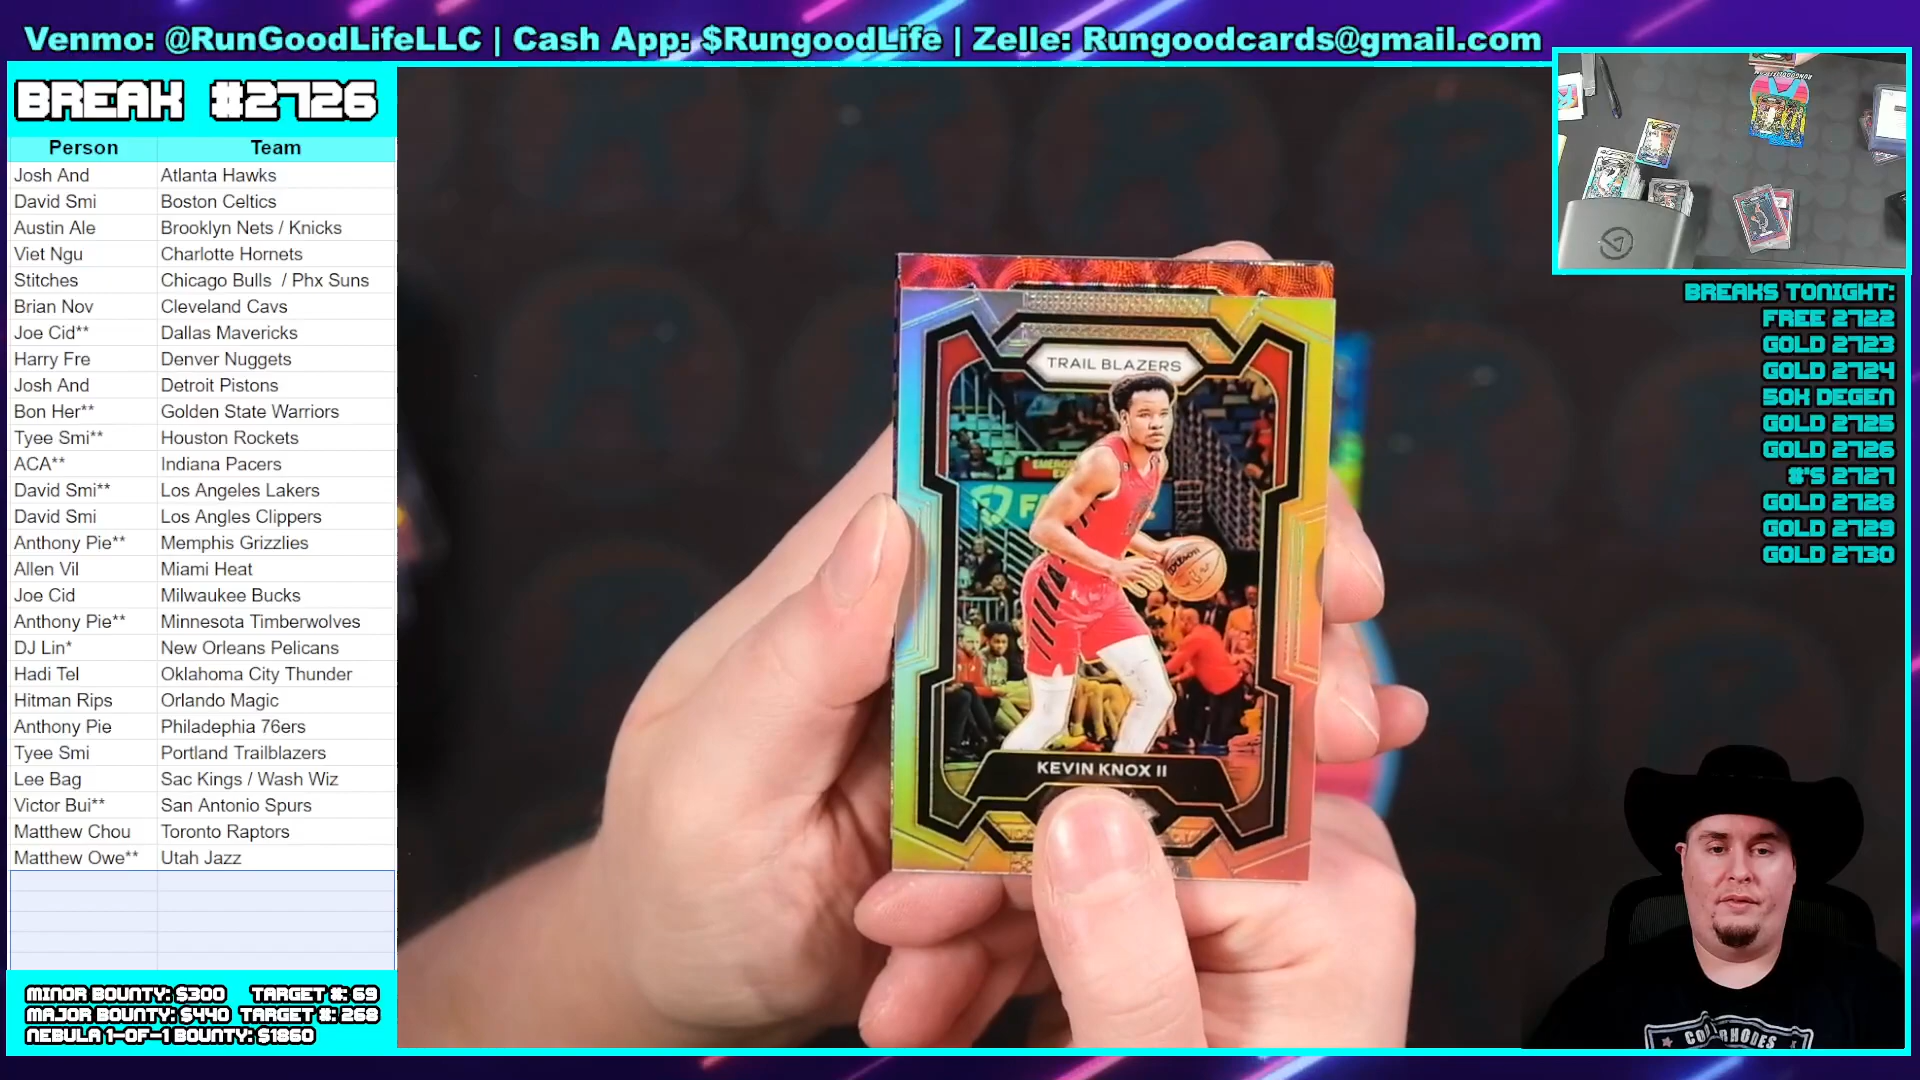 Venmo: @RunGoodLifeLLC | Cash App: $RungoodLife | Zelle: Rungoodcards@gmail.com
BREAK #2726
Person Team
Josh And Atlanta Hawks
David Smi Boston Celtics
Austin Ale Brooklyn Nets / Knicks
Viet Ngu Charlotte Hornets
Stitches Chicago Bulls / Phx Suns
Brian Nov Cleveland Cavs
Joe Cid** Dallas Mavericks
Harry Fre Denver Nuggets
Josh And Detroit Pistons
Bon Her** Golden State Warriors
Tyee Smi** Houston Rockets
ACA** Indiana Pacers
David Smi** Los Angeles Lakers
David Smi Los Angles Clippers
Anthony Pie** Memphis Grizzlies
Allen Vil Miami Heat
Joe Cid Milwaukee Bucks
Anthony Pie** Minnesota Timberwolves
DJ Lin* New Orleans Pelicans
Hadi Tel Oklahoma City Thunder
Hitman Rips Orlando Magic
Anthony Pie Philadephia 76ers
Tyee Smi Portland Trailblazers
Lee Bag Sac Kings / Wash Wiz
Victor Bui** San Antonio Spurs
Matthew Chou Toronto Raptors
Matthew Owe** Utah Jazz
MINOR BOUNTY: $300 TARGET #: 69
MAJOR BOUNTY: $440 TARGET #: 268
NEBULA 1-OF-1 BOUNTY: $1860
TRAIL BLAZERS
Wilson
KEVIN KNOX II
BREAKS TONIGHT:
FREE 2722
GOLD 2723
GOLD 2724
50K DEGEN
GOLD 2725
GOLD 2726
#'S 2727
GOLD 2728
GOLD 2729
GOLD 2730